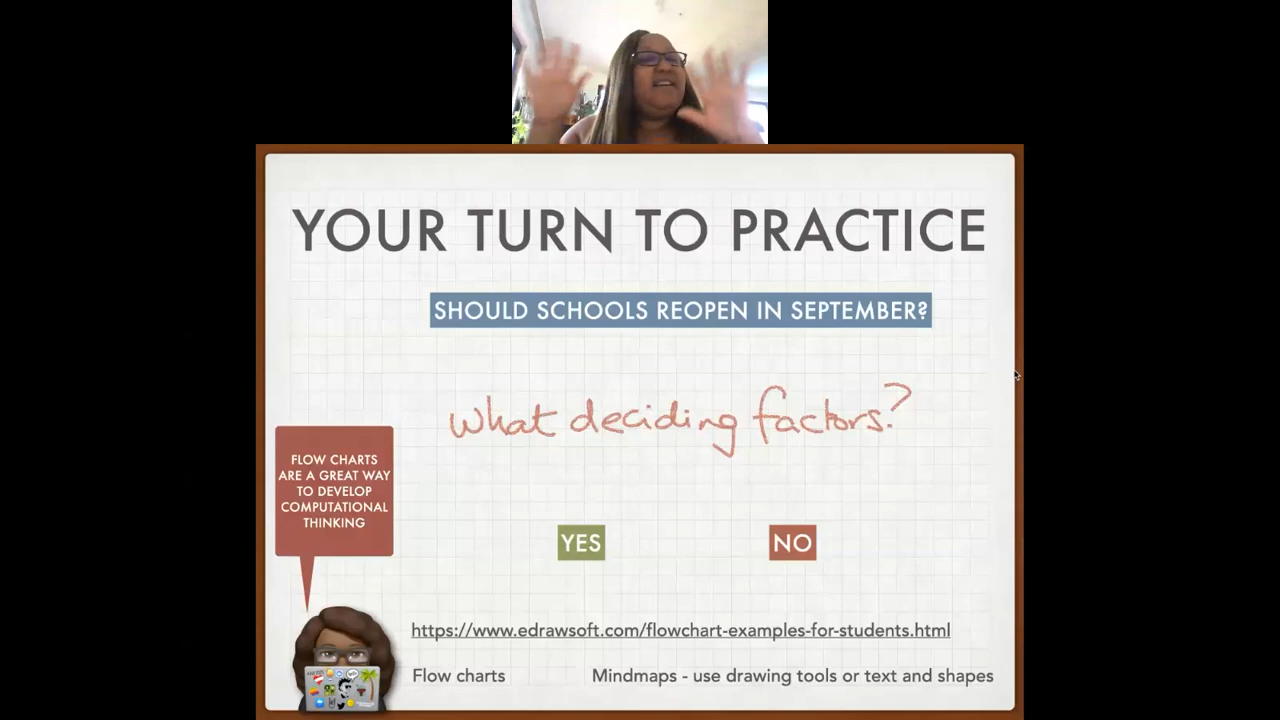 YOUR TURN TO PRACTICE
SHOULD SCHOOLS REOPEN IN SEPTEMBER?
What deciding factors?
FLOW CHARTS
ARE A GREAT WAY
TO DEVELOP
COMPUTATIONAL
THINKING
YES
NO
https://www.edrawsoft.com/flowchart-examples-for-students.html
Flow charts
Mindmaps - use drawing tools or text and shapes